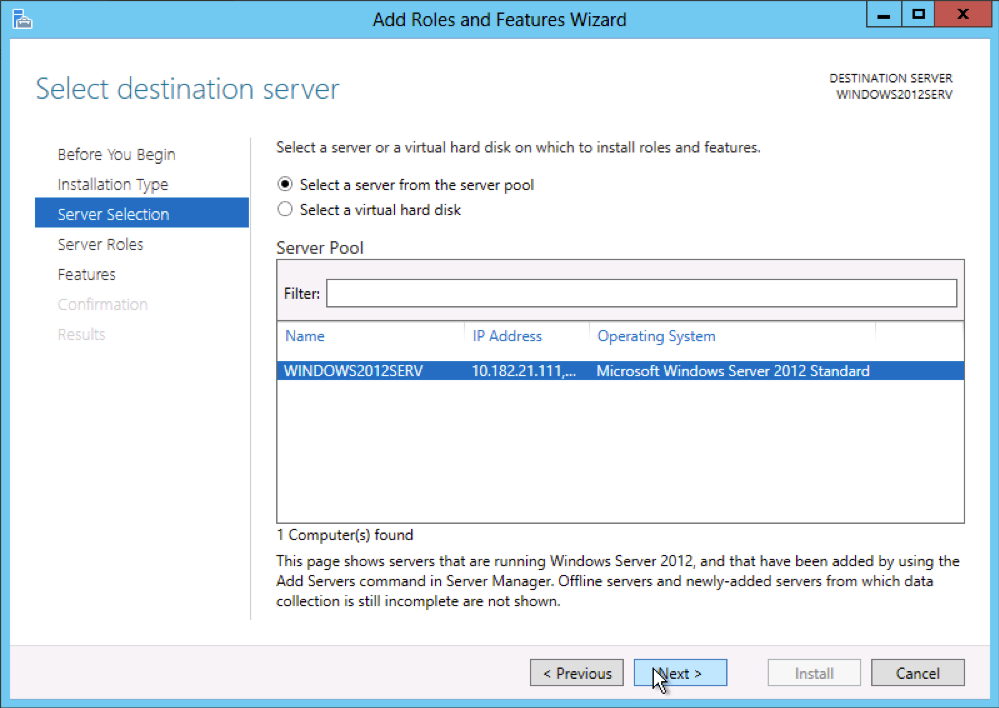 Add Roles and Features Wizard
Select destination server
DESTINATION SERVER
WINDOWS2012SERV
Before You Begin
Installation Type
Server Selection
Server Roles
Features
Confirmation
Results
Select a server or a virtual hard disk on which to install roles and features.
Select a server from the server pool
Select a virtual hard disk
Server Pool
Filter:
Name IP Address Operating System
WINDOWS2012SERV 10.182.21.111,... Microsoft Windows Server 2012 Standard
1 Computer(s) found
This page shows servers that are running Windows Server 2012, and that have been added by using the
Add Servers command in Server Manager. Offline servers and newly-added servers from which data
collection is still incomplete are not shown.
< Previous Next > Install Cancel